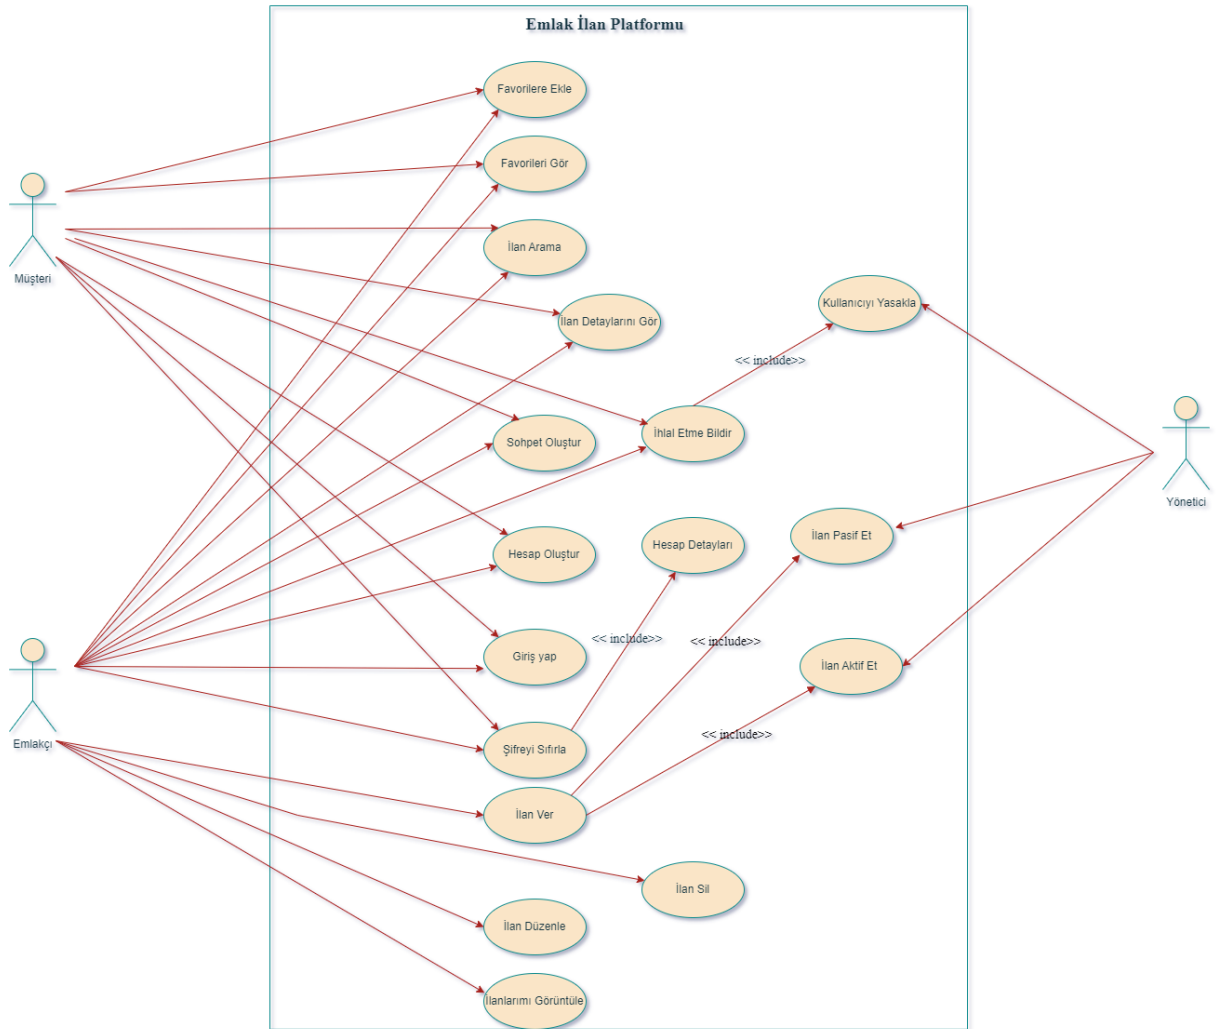 Emlak İlan Platformu
Favorilere Ekle
Favorileri Gör
Müşteri
İlan Arama
Kullanıcıyı Yasakla
İlan Detaylarını Gör
<< include>>
Sohpet Oluştur
İhlal Etme Bildir
Yönetici
Hesap Oluştur
Hesap Detayları
İlan Pasif Et
<< include>>
<< include>>
Giriş yap
İlan Aktif Et
Emlakçı
Şifreyi Sıfırla
<< include>>
İlan Ver
İlan Sil
İlan Düzenle
İlanlarımı Görüntüle